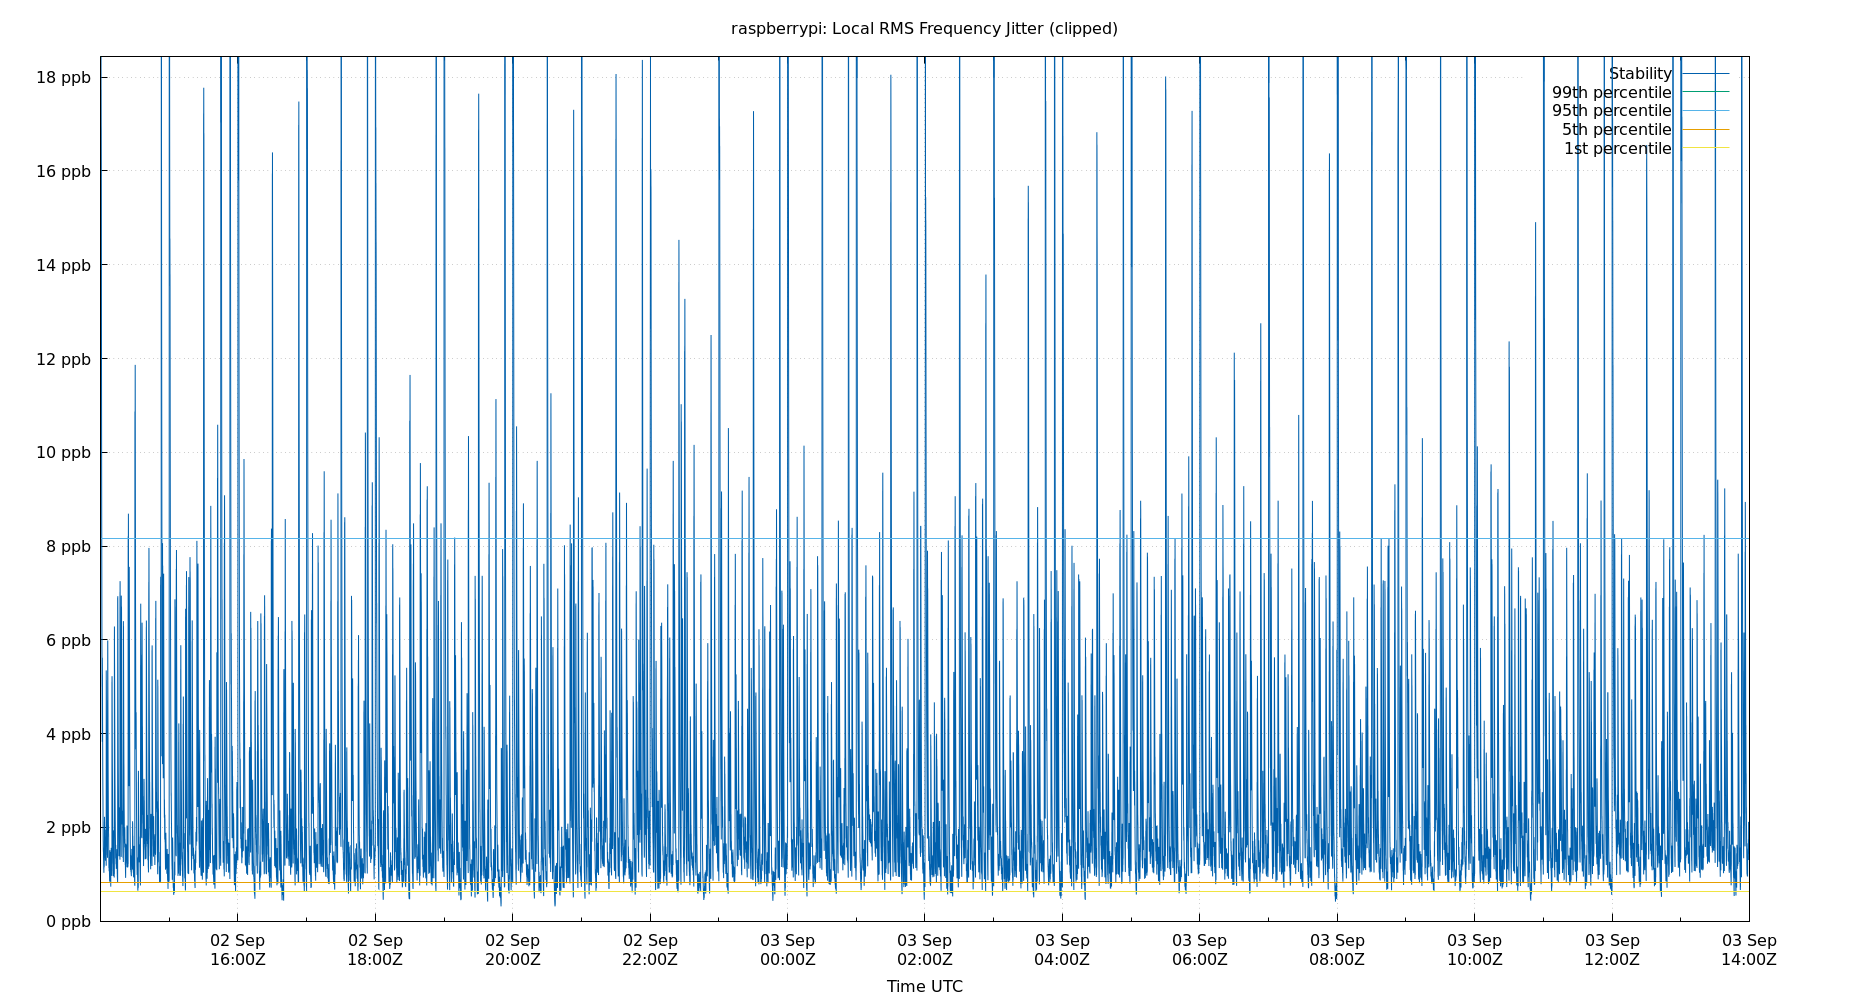 raspberrypi: Local RMS Frequency Jitter (clipped)
18 ppb
16 ppb
14 ppb
12 ppb
10 ppb
8 ppb
6 ppb
4 ppb
2 ppb
0 ppb
Stability
99th percentile
95th percentile
5th percentile
1st percentile
02 Sep 02 Sep 02 Sep 02 Sep 03 Sep 03 Sep 03 Sep 03 Sep 03 Sep 03 Sep 03 Sep 03 Sep
16:00Z 18:00Z 20:00Z 22:00Z 00:00Z 02:00Z 04:00Z 06:00Z 08:00Z 10:00Z 12:00Z 14:00Z
Time UTC